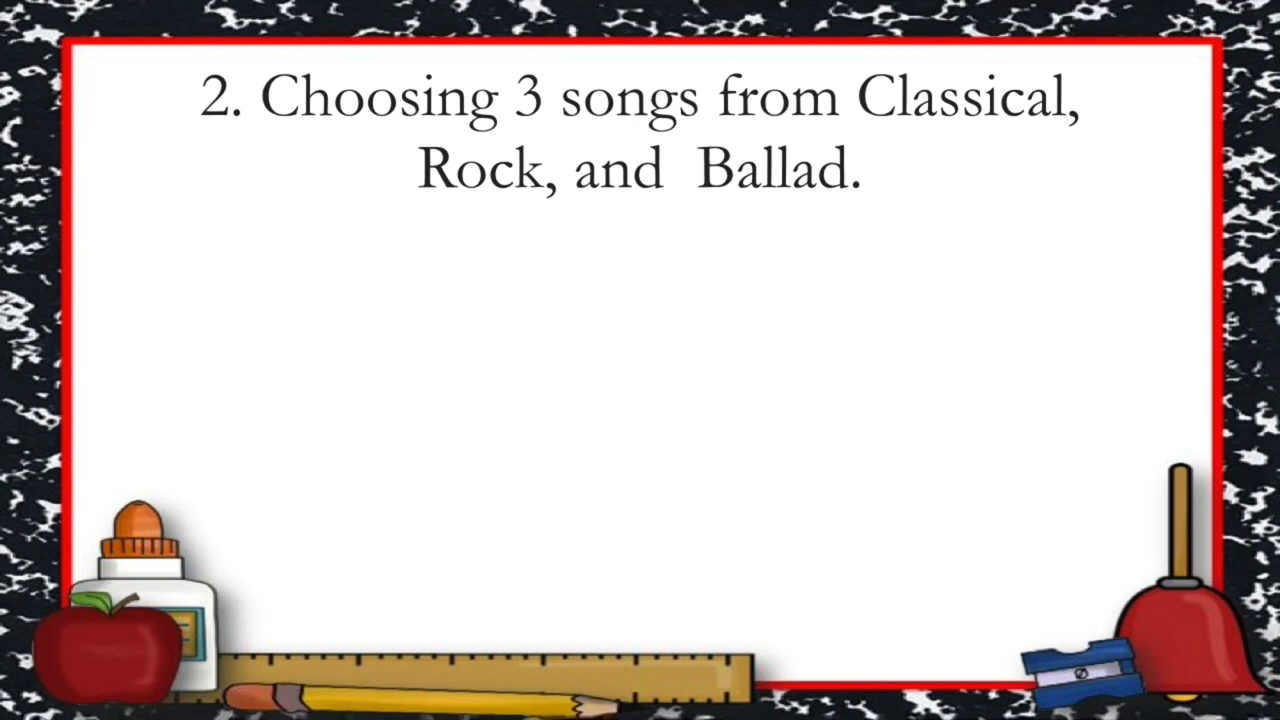 2. Choosing 3 songs from Classical,
Rock, and  Ballad.